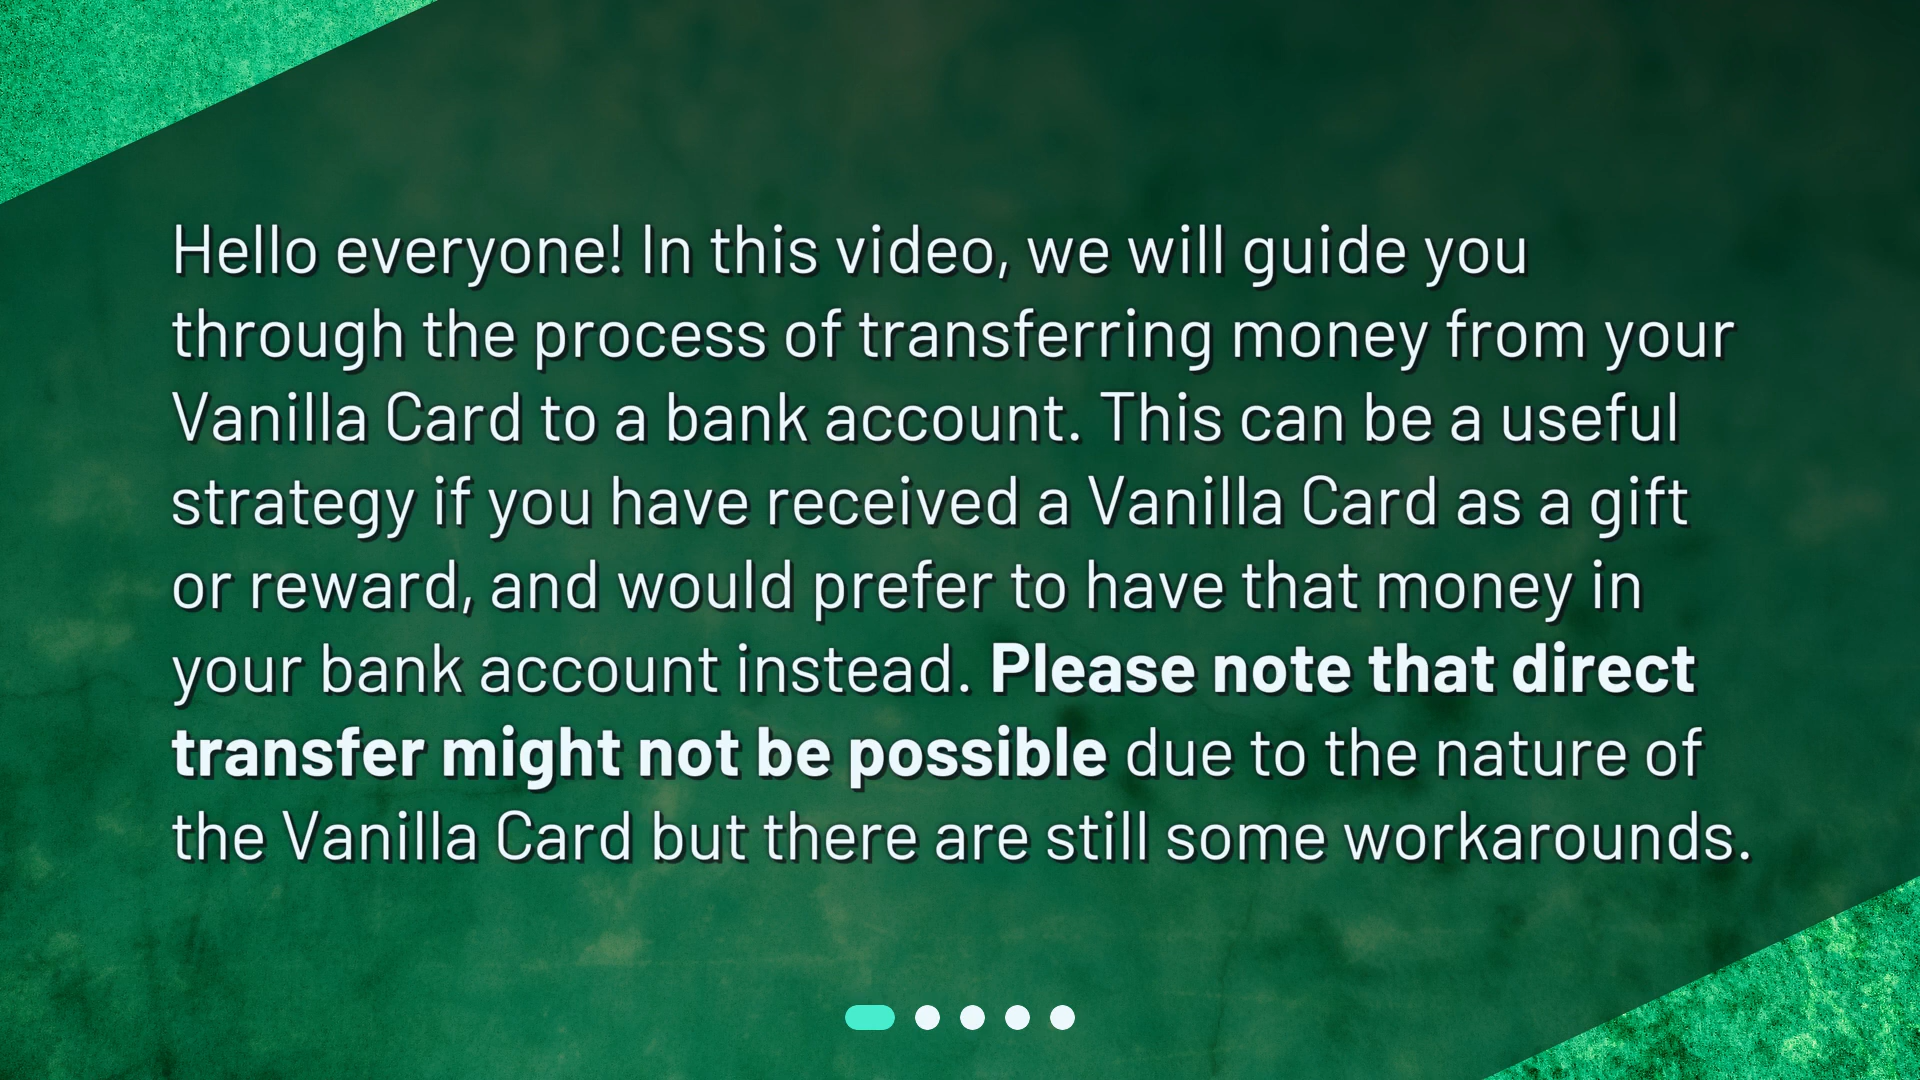 Hello everyone! In this video, we will guide you
through the process of transferring money from your
Vanilla Card to a bank account. This can be a useful
strategy if you have received a Vanilla Card as a gift
or reward, and would prefer to have that money in
your bank account instead. Please note that direct
transfer might not be possible due to the nature of
the Vanilla Card but there are still some workarounds.